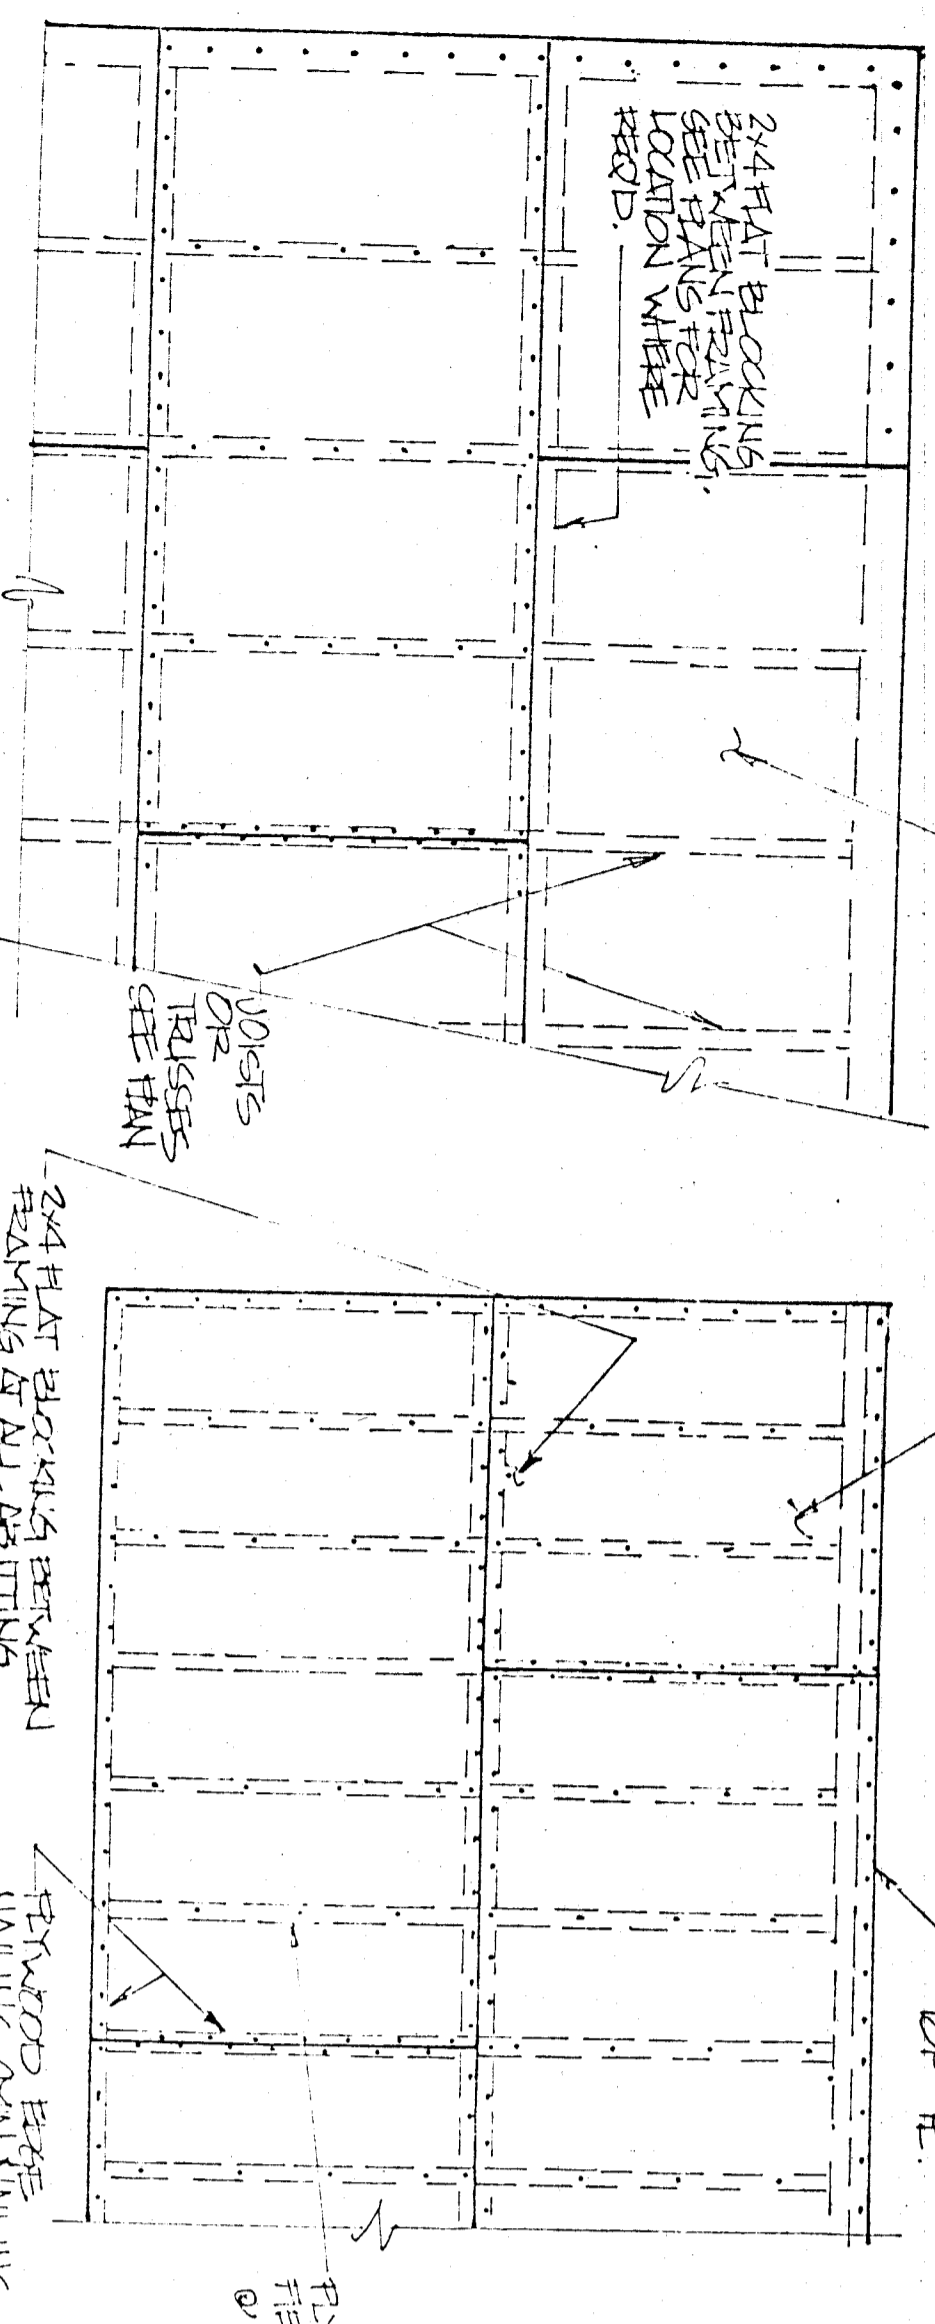 2x4 FLAT BLOCKING
BETWEEN FRAMING.
SEE PLANS FOR
LOCATION WHERE
REQD.
JOISTS
OR
TRUSSES
SEE PLAN
2x4 FLAT BLOCKING BETWEEN
FRAMING AT ALL ABUTTING
PLYWOOD EDGE